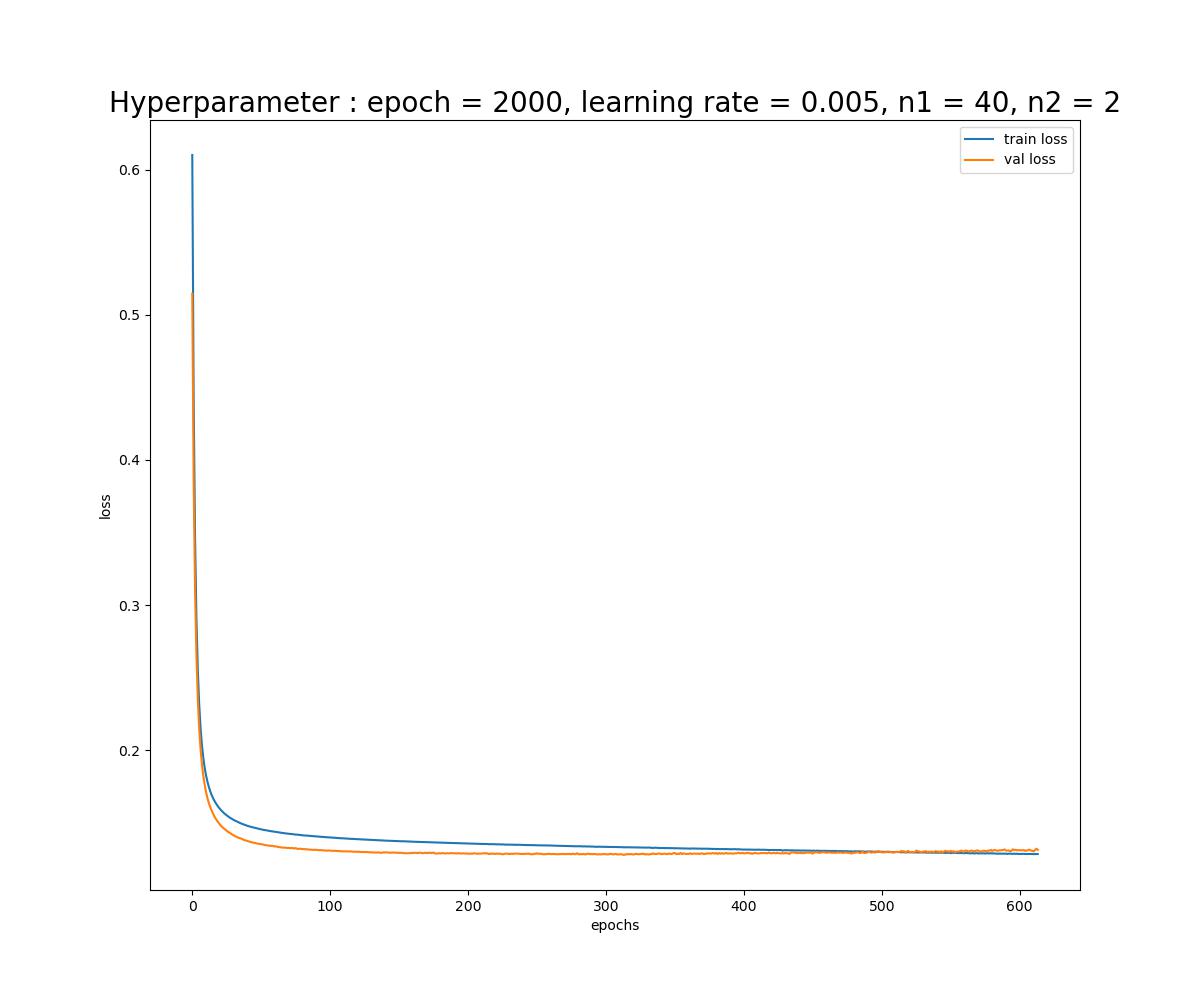 Hyperparameter : epoch = 2000, learning rate = 0.005, n1 = 40, n2 = 2
train loss
val loss
0.6
0.5
0.4
0.3
0.2
loss
0 100 200 300 400 500 600
epochs